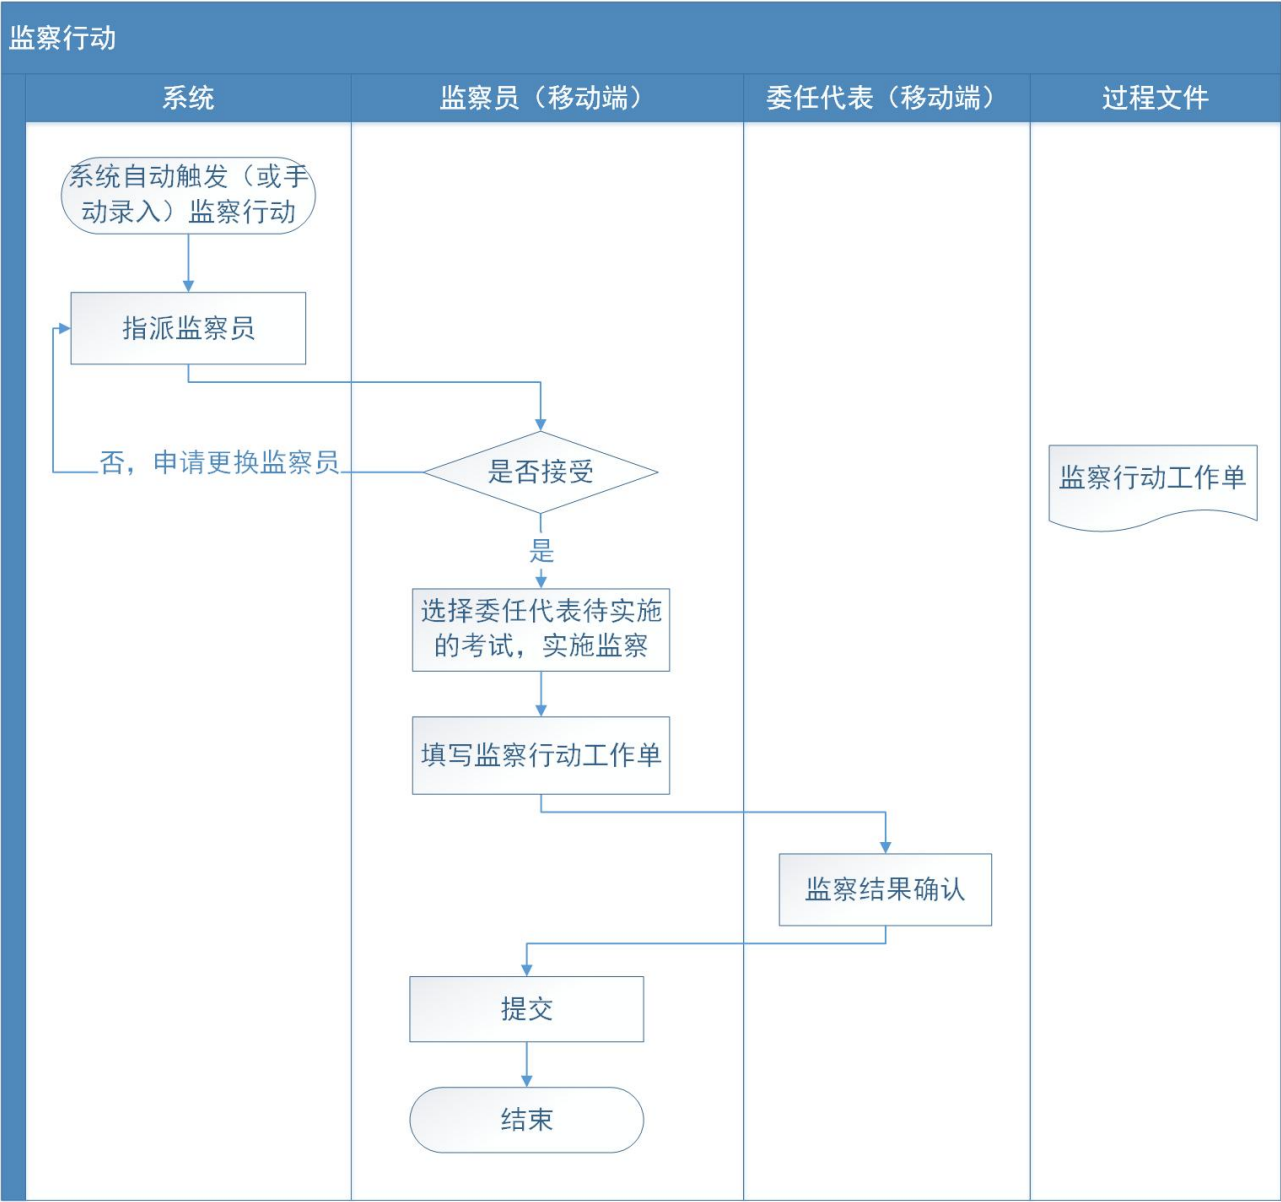 监察行动
系统
监察员（移动端）
委任代表（移动端）
过程文件
系统自动触发（或手
动录入）监察行动
指派监察员
否，申请更换监察员
是否接受
监察行动工作单
是
选择委任代表待实施
的考试，实施监察
填写监察行动工作单
监察结果确认
提交
结束